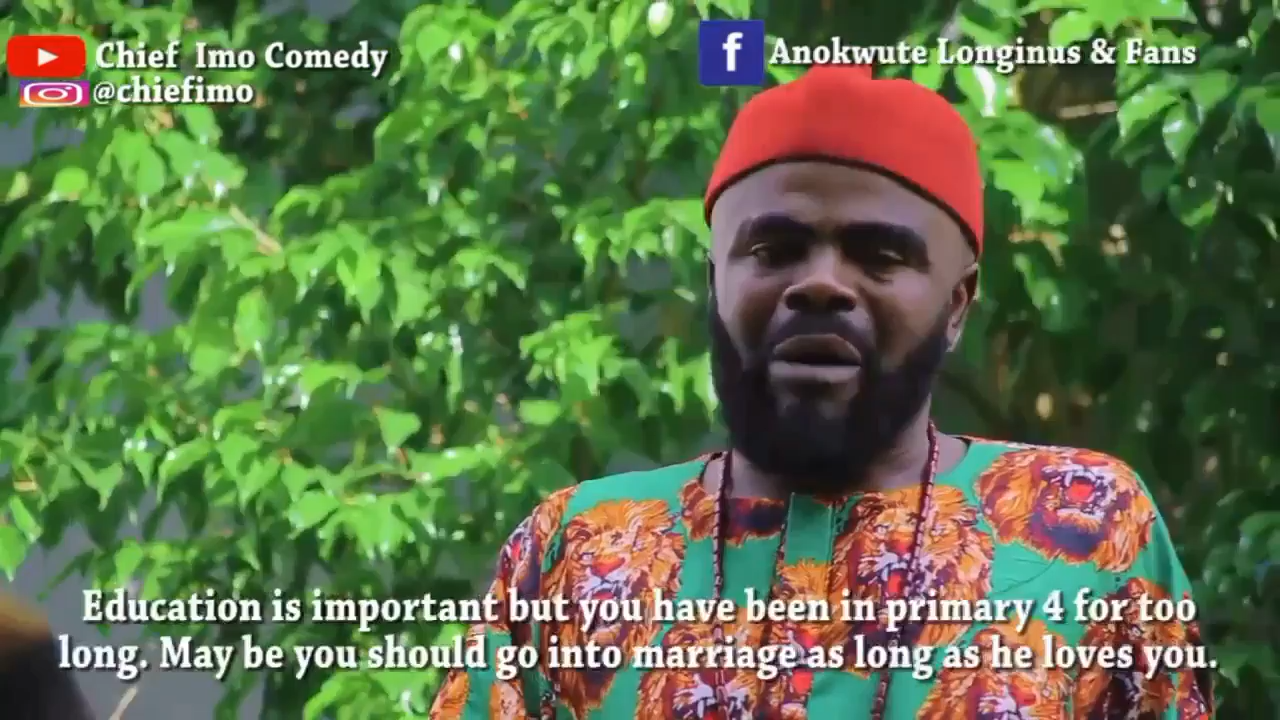 Chief Imo Comedy
@chiefimo
Anokwute Longinus & Fans
Education is important but you have been in primary 4 for too
long. May be you should go into marriage as long as he loves you.